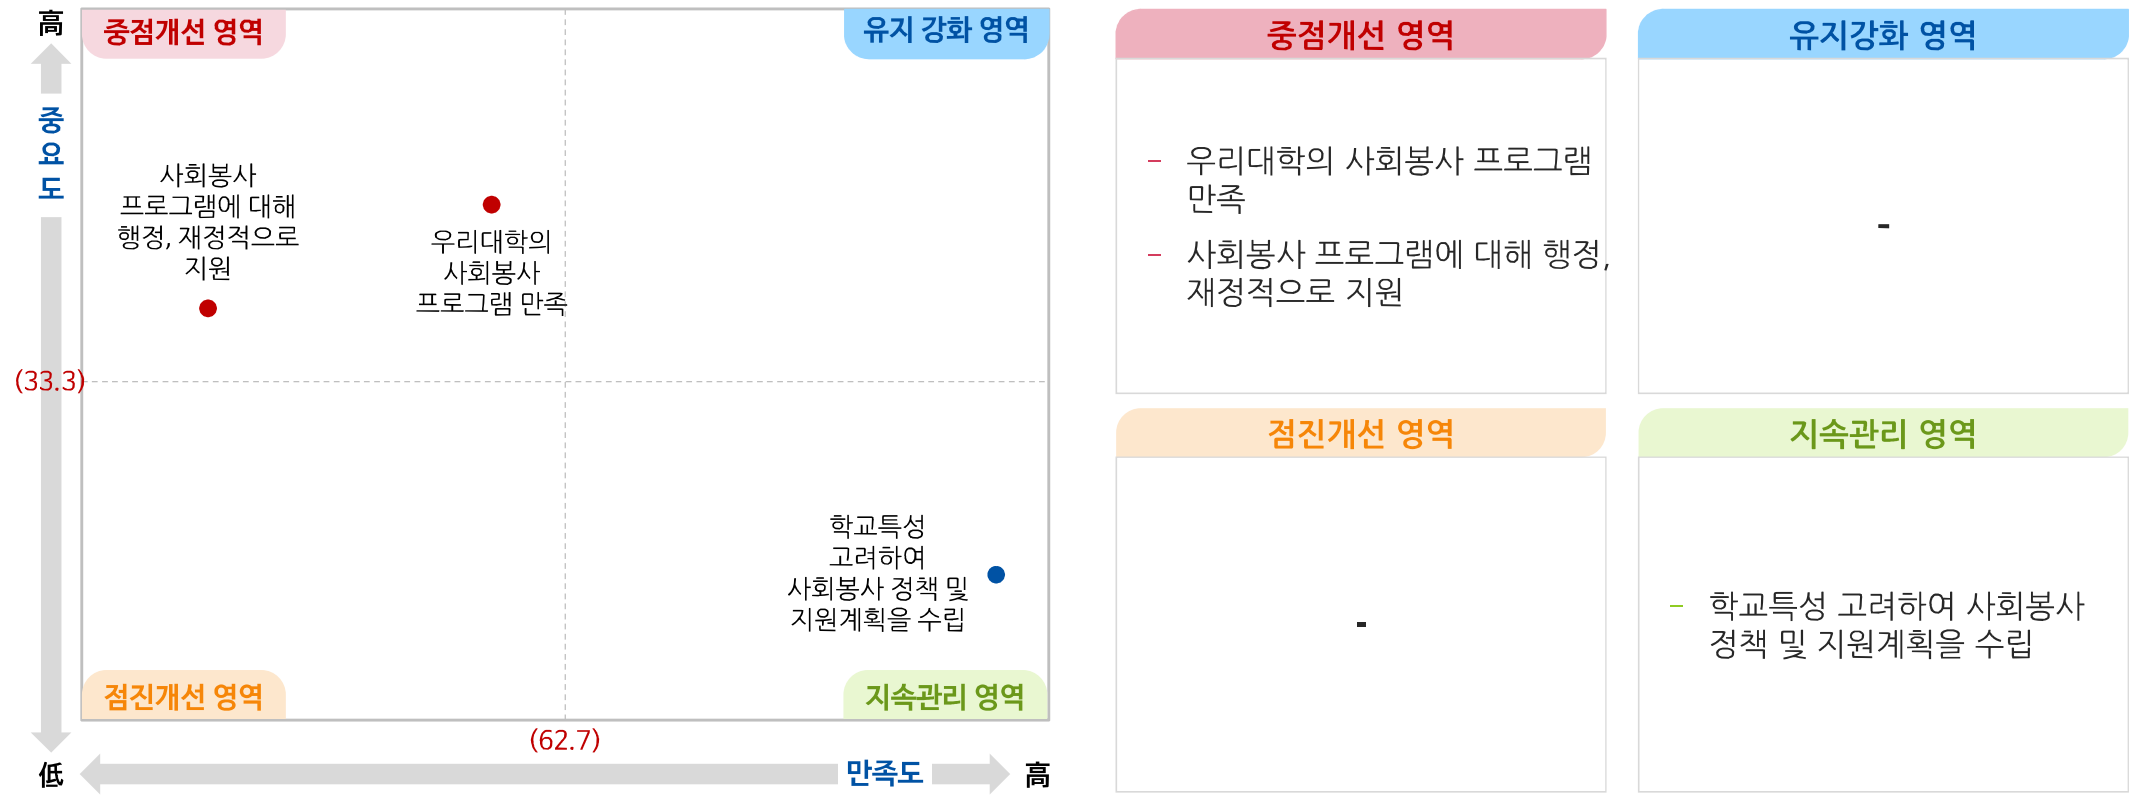 高
중요도
(33.3)
低
중점개선 영역
유지 강화 영역
사회봉사
프로그램에 대해
행정, 재정적으로
지원
우리대학의
사회봉사
프로그램 만족
학교특성
고려하여
사회봉사 정책 및
지원계획을 수립
점진개선 영역
지속관리 영역
(62.7)
만족도
高
중점개선 영역
- 우리대학의 사회봉사 프로그램
만족
- 사회봉사 프로그램에 대해 행정,
재정적으로 지원
유지강화 영역
-
점진개선 영역
-
지속관리 영역
- 학교특성 고려하여 사회봉사
정책 및 지원계획을 수립